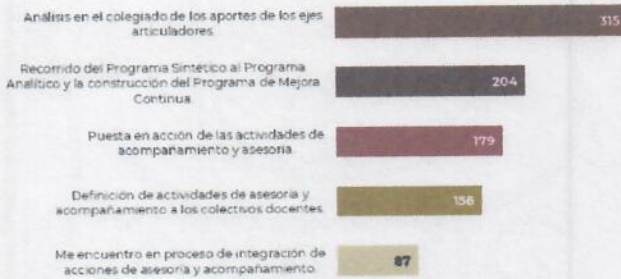 Análisis en el colegiado de los aportes de los ejes
articuladores.
315
Recorrido del Programa Sintético al Programa
Analítico y la construcción del Programa de Mejora
Continua.
204
Puesta en acción de las actividades de
acompañamiento y asesoría.
179
Definición de actividades de asesoría y
acompañamiento a los colectivos docentes.
156
Me encuentro en proceso de integración de
acciones de asesoría y acompañamiento.
87